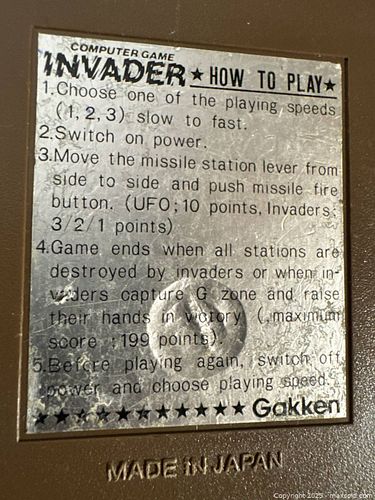 COMPUTER GAME
INVADER ★ HOW TO PLAY ★
1.Choose one of the playing speeds
(1, 2, 3) slow to fast.
2.Switch on power.
3.Move the missile station lever from
side to side and push missile fire
button. (UFO; 10 points, Invaders;
3/2/1 points)
4.Game ends when all stations are
destroyed by invaders or when in-
vaders capture G zone and raise
their hands in victory (, maximum
score ; 199 points).
5.Before playing again, switch off
power and choose playing speed.
★★★★★★★★★★★ Gakken
MADE IN JAPAN
Copyright 2025 - maxsold.com